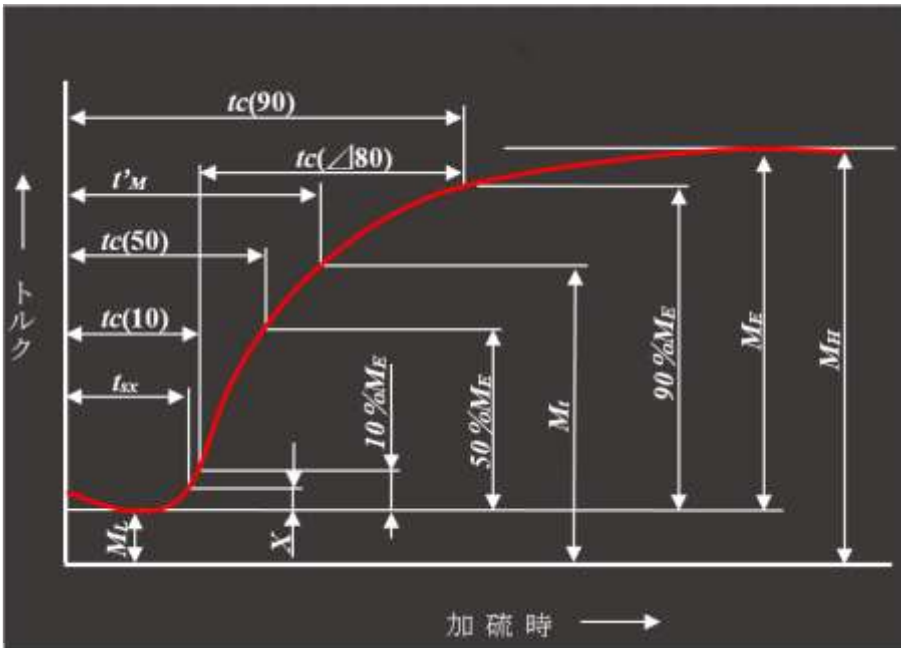 tc(90)
tc(⊿80)
t’M
tc(50)
tc(10)
tsx
トルク
10%ME
50%ME
Mt
90%ME
ME
MH
ML
X
加硫時